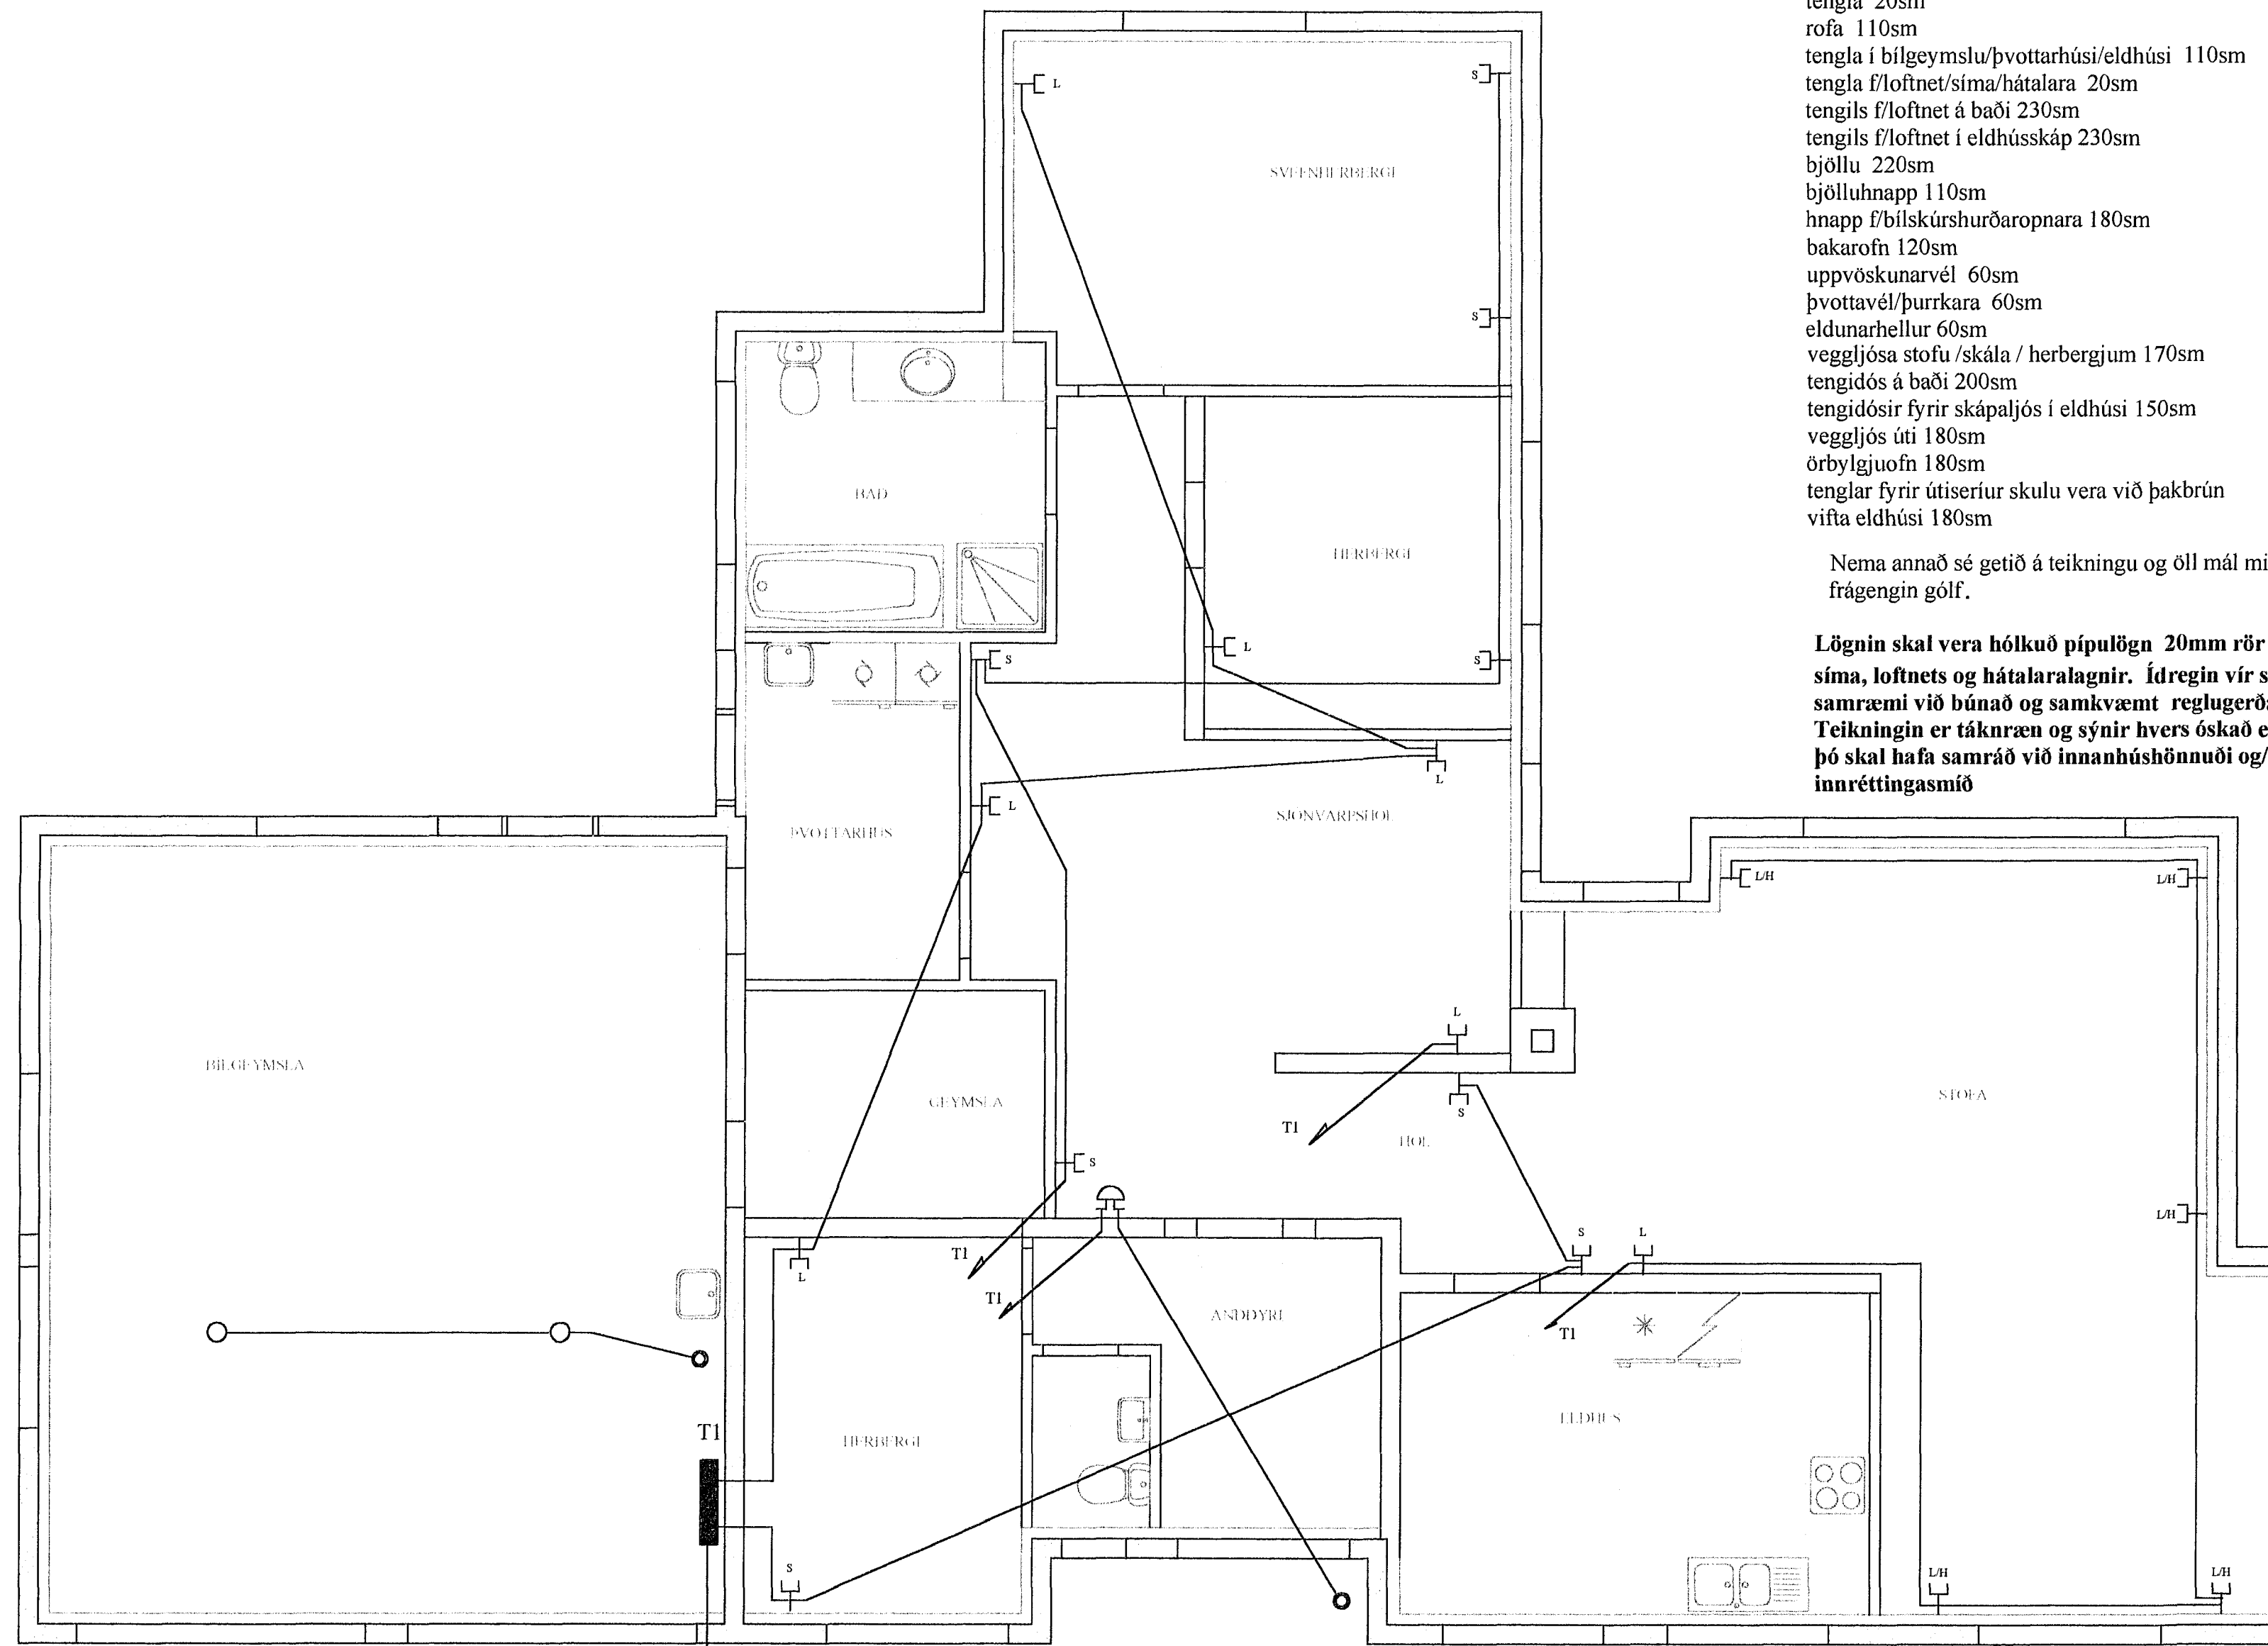 tengla 20sm
rofa 110sm
tengla í bílgeymslu/þvottarhúsi/eldhúsi 110sm
tengla f/loftnet/síma/hátalara 20sm
tengils f/loftnet á baði 230sm
tengils f/loftnet í eldhússkáp 230sm
bjöllu 220sm
bjölluhnapp 110sm
hnapp f/bílskúrshurðaropnara 180sm
bakarofn 120sm
uppvöskunarvél 60sm
þvottavél/þurrkara 60sm
eldunarhellur 60sm
veggljósa stofu /skála / herbergjum 170sm
tengidós á baði 200sm
tengidósir fyrir skápaljós í eldhúsi 150sm
veggljós úti 180sm
örbylgjuofn 180sm
tenglar fyrir útiseríur skulu vera við þakbrún
vifta eldhúsi 180sm
Nema annað sé getið á teikningu og öll mál mi
frágengin gólf.
Lögnin skal vera hólkuð pípulögn 20mm rör
síma, loftnets og hátalaralagnir. Ídregin vír s
samræmi við búnað og samkvæmt reglugerð
Teikningin er táknræn og sýnir hvers óskað e
þó skal hafa samráð við innanhúshönnuði og/
innréttingasmíð
L
S
SVEFNHERBERGI
S
BAÐ
HERBERGI
L
S
S
L
L
SJÓNVARPSHOL
ÞVOTTARHÚS
L/H
L/H
L
BÍLGEYMSLA
GEYMSLA
STOFA
S
T1
HOL
S
L/H
T1
S
L
L
T1
ANDDYRI
T1
T1
HERBERGI
ELDHÚS
S
L/H
L/H